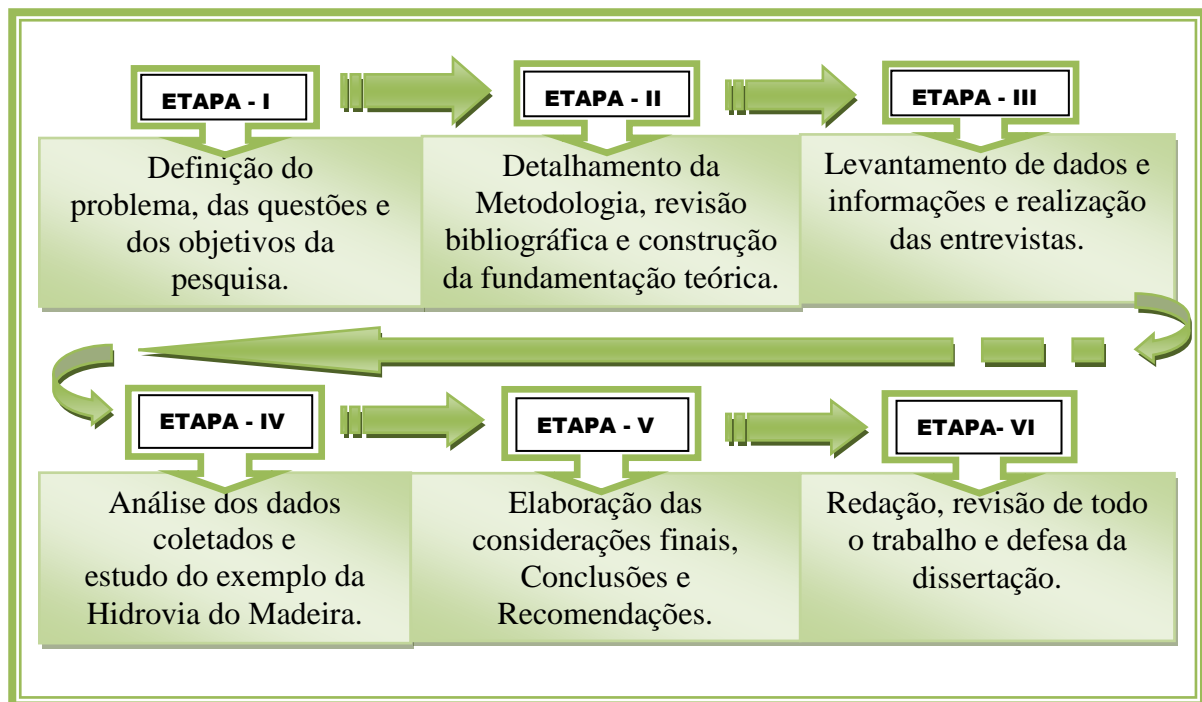 ETAPA - I
ETAPA - II
ETAPA - III
Definição do
problema, das questões e
dos objetivos da
pesquisa.
Detalhamento da
Metodologia, revisão
bibliográfica e construção
da fundamentação teórica.
Levantamento de dados e
informações e realização
das entrevistas.
ETAPA - IV
ETAPA - V
ETAPA- VI
Análise dos dados
coletados e
estudo do exemplo da
Hidrovia do Madeira.
Elaboração das
considerações finais,
Conclusões e
Recomendações.
Redação, revisão de todo
o trabalho e defesa da
dissertação.